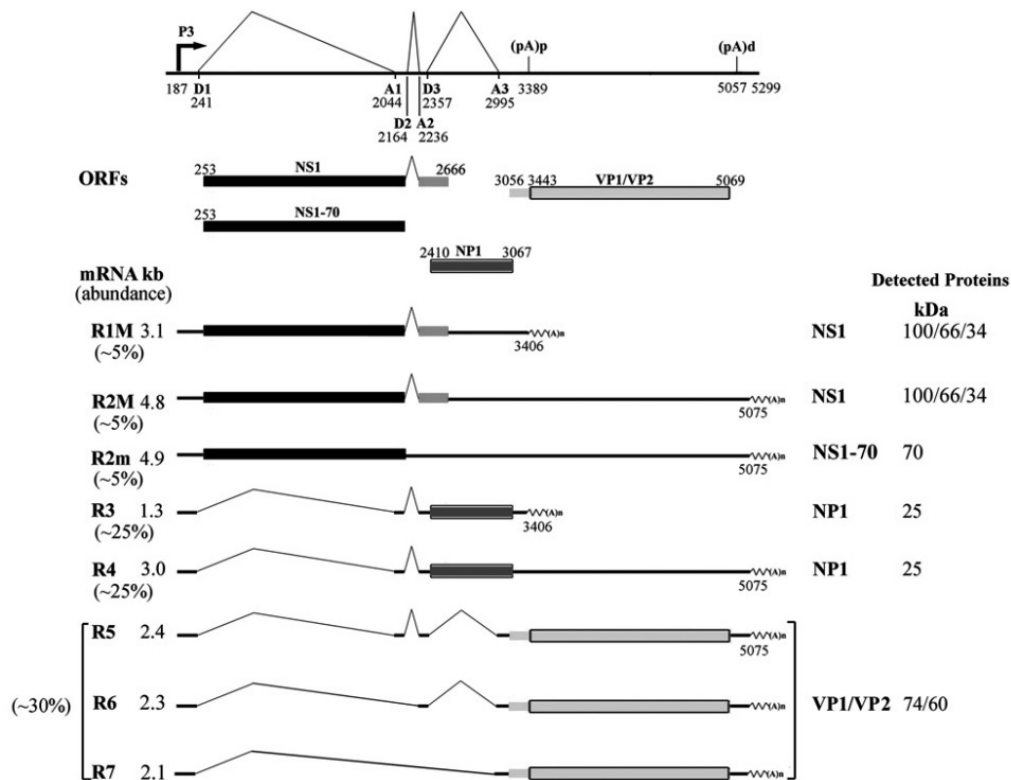 P3
(pA)p
(pA)d
187 D1 A1 D3 A3 3389 5057 5299
241 2044 2357 2995
D2 A2
2164 2236
ORFs
253 NS1 2666
3056 3443 VP1/VP2 5069
253 NS1-70
2410 NP1 3067
mRNA kb
(abundance)
Detected Proteins
kDa
R1M 3.1 (A)n NS1 100/66/34
(~5%) 3406
R2M 4.8 (A)n NS1 100/66/34
(~5%) 5075
R2m 4.9 (A)n NS1-70 70
(~5%) 5075
R3 1.3 (A)n NP1 25
(~25%) 3406
R4 3.0 (A)n NP1 25
(~25%) 5075
R5 2.4 (A)n
5075
(~30%) R6 2.3 (A)n VP1/VP2 74/60
R7 2.1 (A)n